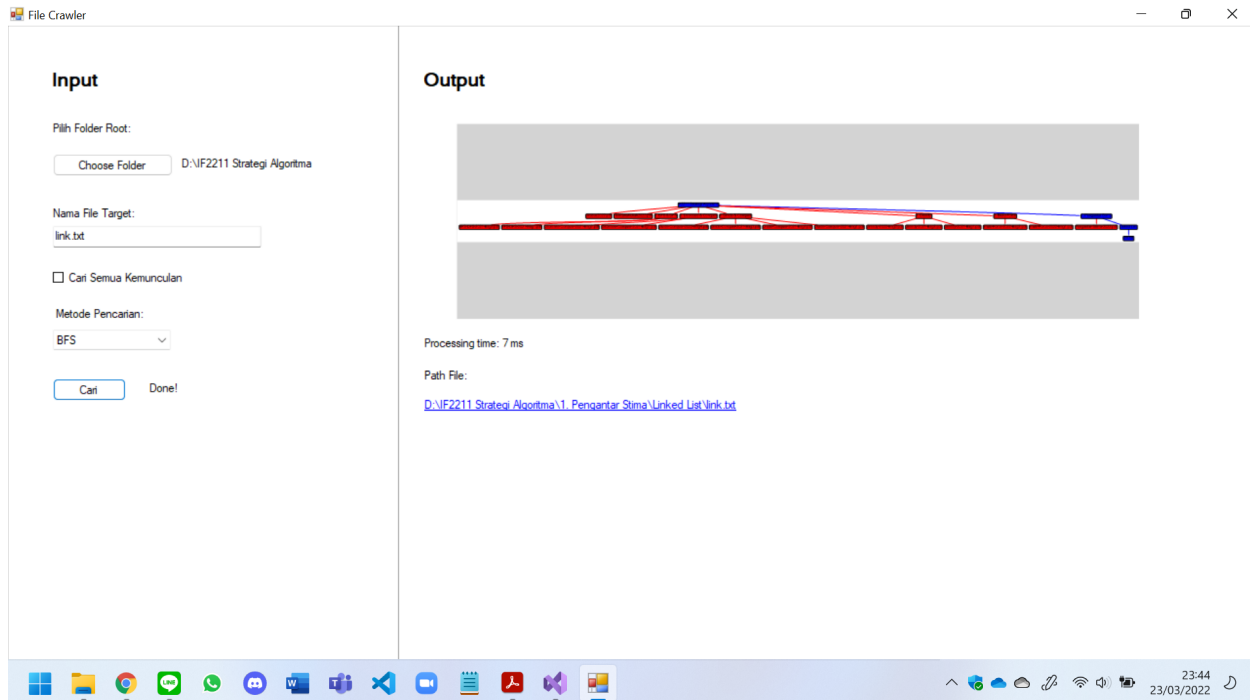 File Crawler
Input
Pilih Folder Root:
Choose Folder D:\IF2211 Strategi Algoritma
Nama File Target:
link.txt
Cari Semua Kemunculan
Metode Pencarian:
BFS
Cari Done!
Output
Processing time: 7 ms
Path File:
D:\IF2211 Strategi Algoritma\1. Pengantar Stima\Linked List\link.txt
LINE
23:44
23/03/2022